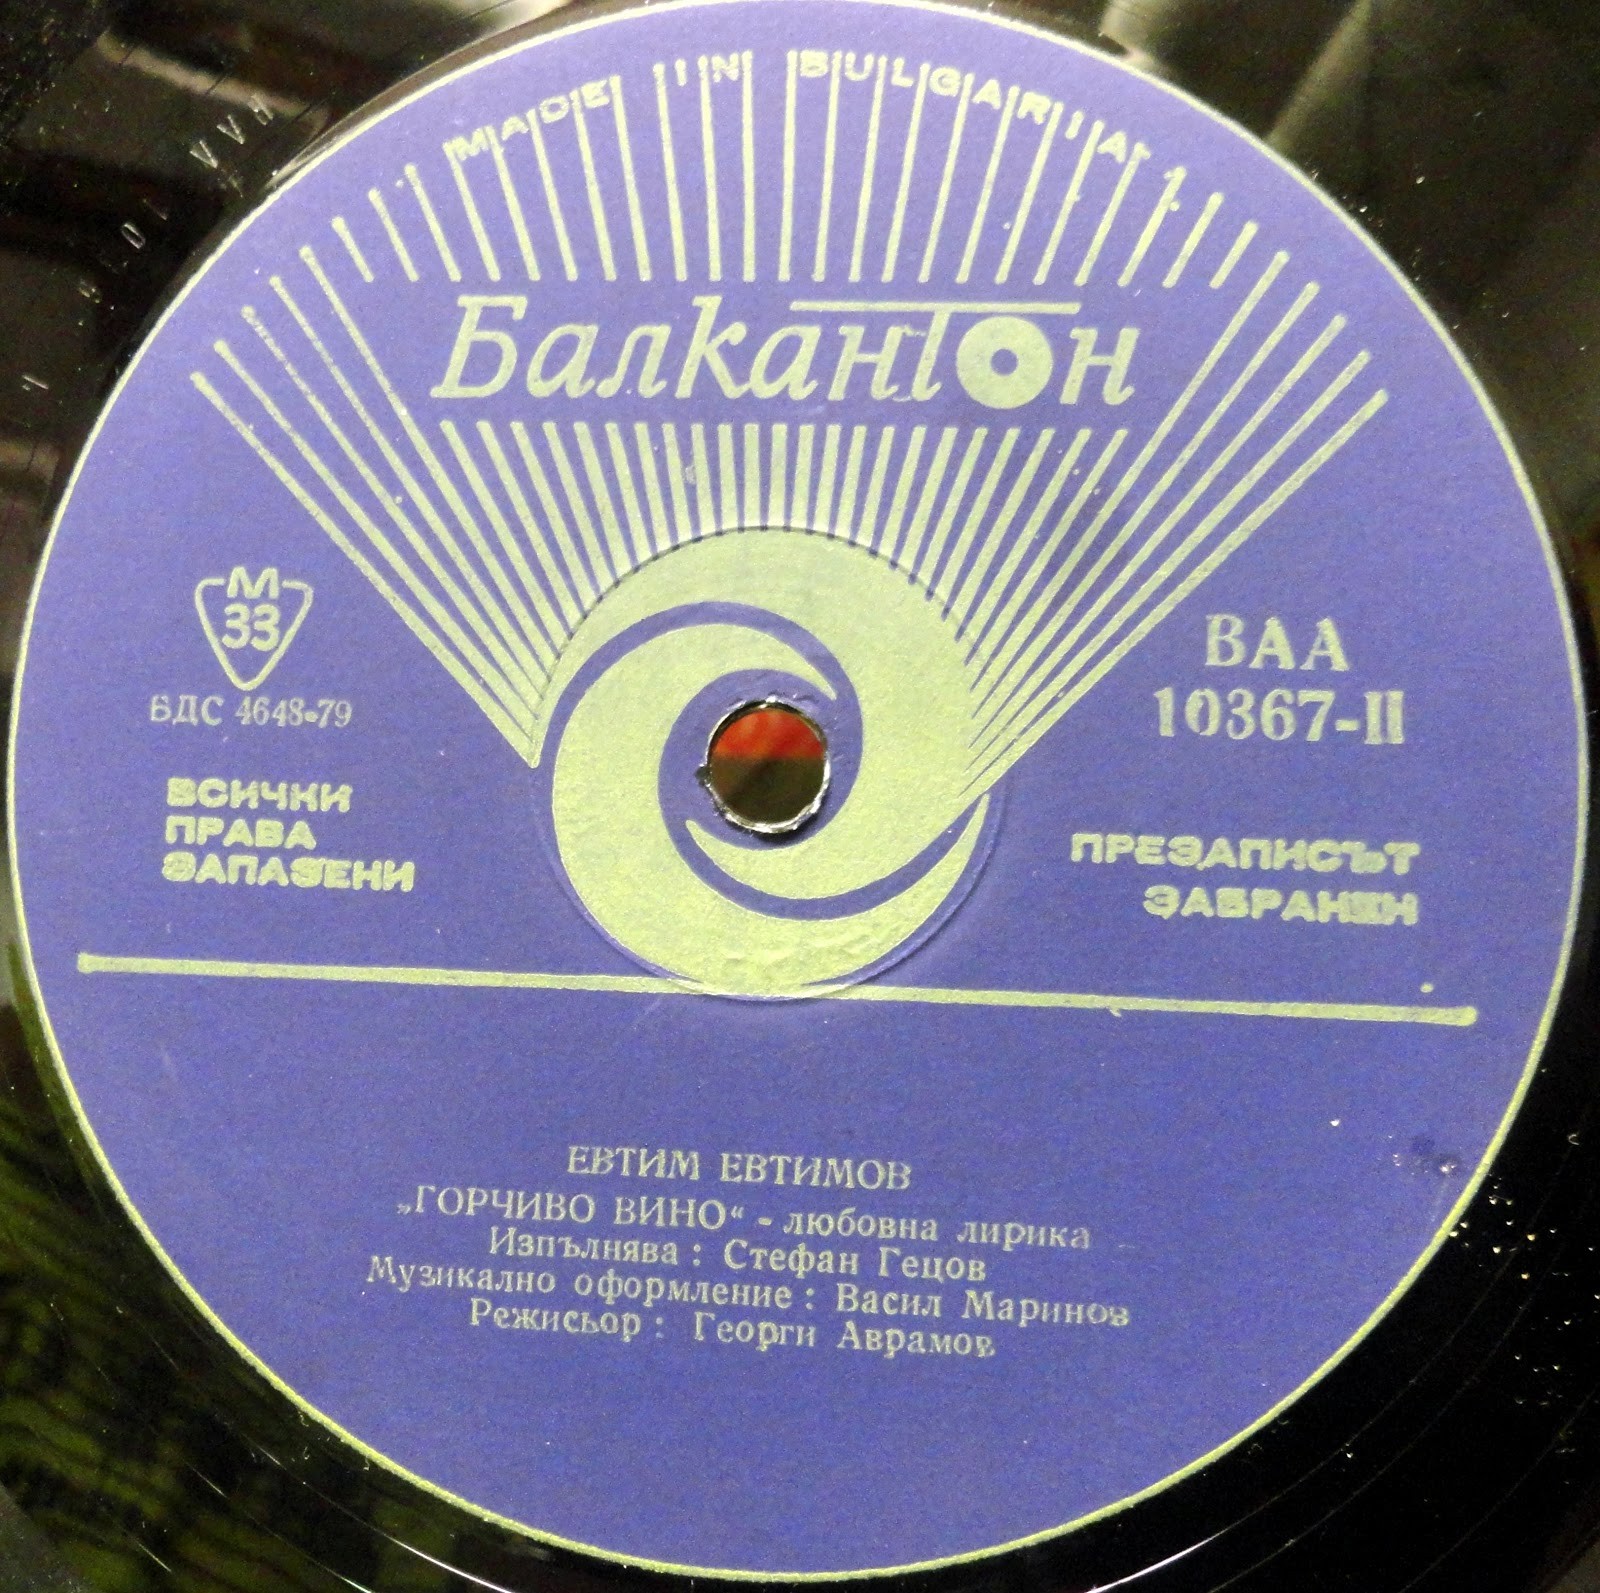 MADE IN BULGARIA
Балкантон
М
33
БДС 4648-79
ВСИЧКИ
ПРАВА
ЗАПАЗЕНИ
ВАА
10367-II
ПРЕЗАПИСЪТ
ЗАБРАНЕН
ЕВТИМ ЕВТИМОВ
„ГОРЧИВО ВИНО“ - любовна лирика
Изпълнява : Стефан Гецов
Музикално оформление : Васил Маринов
Режисьор : Георги Аврамов